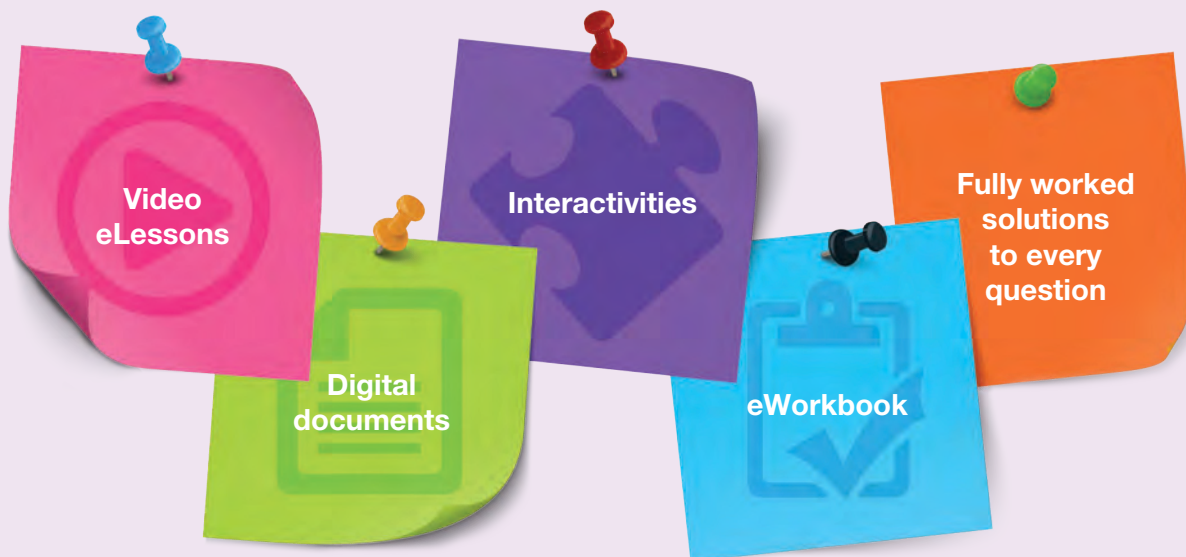 Video
eLessons
Digital
documents
Interactivities
eWorkbook
Fully worked
solutions
to every
question